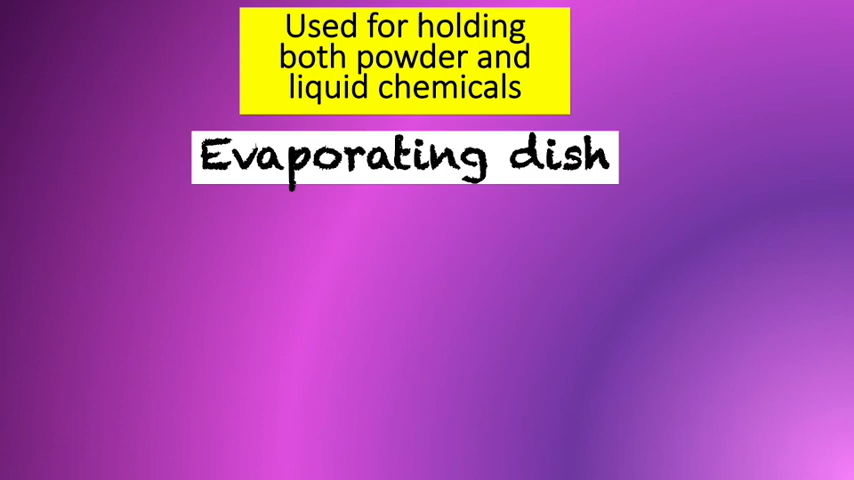 Used for holding
both powder and
liquid chemicals
Evaporating dish